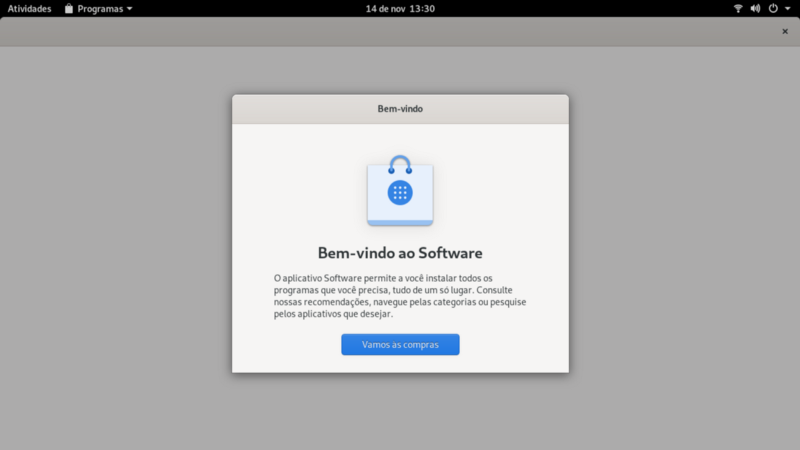 Atividades Programas 14 de nov 13:30
Bem-vindo
Bem-vindo ao Software
O aplicativo Software permite a você instalar todos os
programas que você precisa, tudo de um só lugar. Consulte
nossas recomendações, navegue pelas categorias ou pesquise
pelos aplicativos que desejar.
Vamos às compras